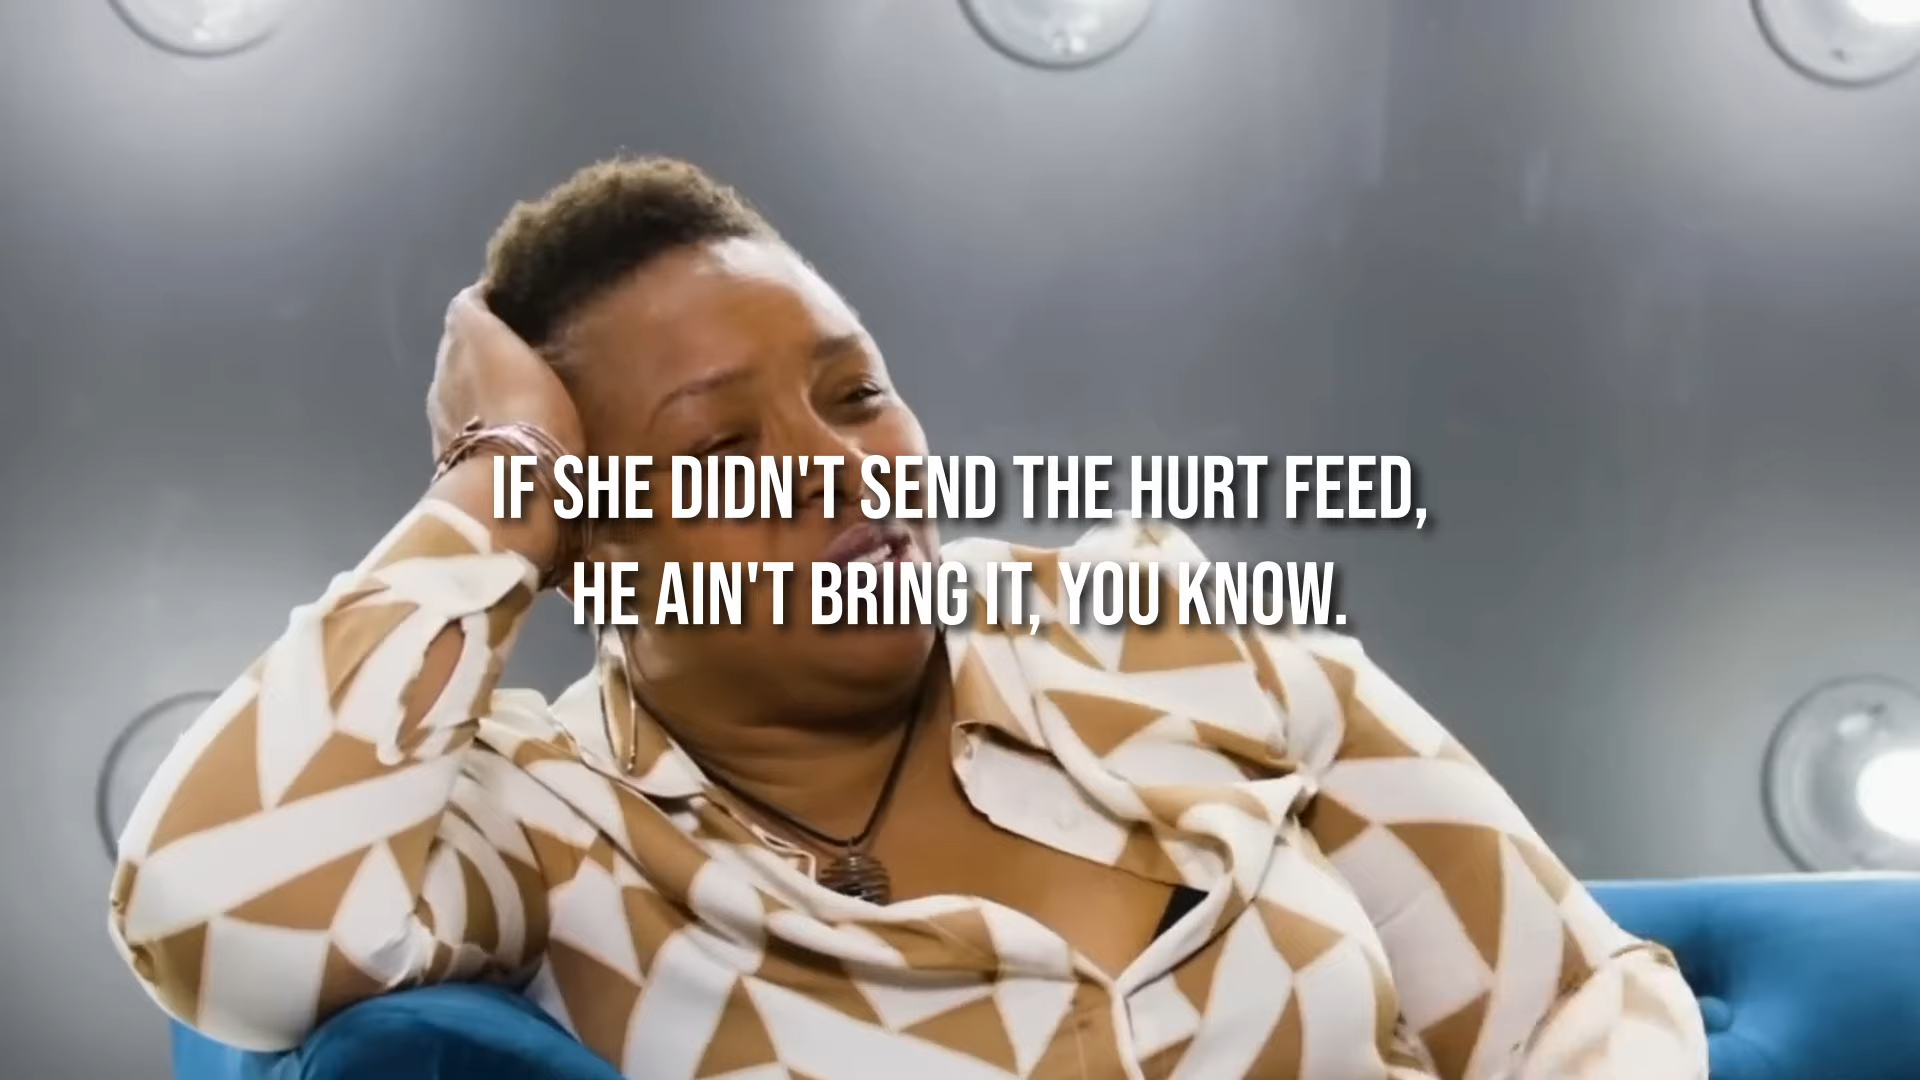 IF SHE DIDN'T SEND THE HURT FEED,
HE AIN'T BRING IT, YOU KNOW.